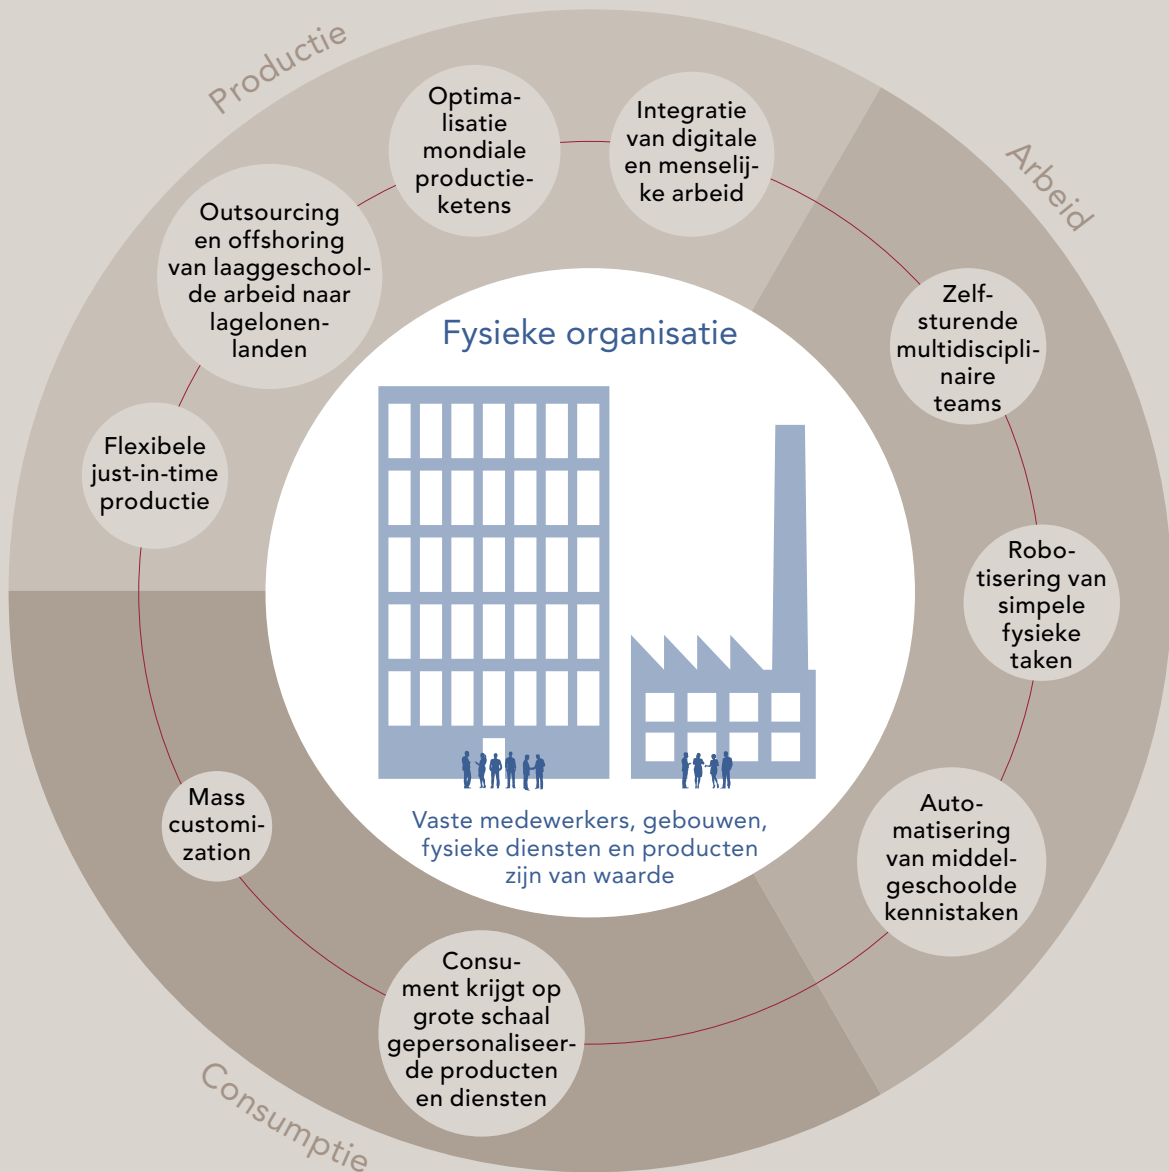 Productie
Optima-
lisatie
mondiale
productie-
ketens
Integratie
van digitale
en menselij-
ke arbeid
Arbeid
Outsourcing
en offshoring
van laaggeschool-
de arbeid naar
lagelonen-
landen
Zelf-
sturende
multidiscipli-
naire
teams
Fysieke organisatie
Flexibele
just-in-time
productie
Robo-
tisering van
simpele
fysieke
taken
Mass
customi-
zation
Auto-
matisering
van middel-
geschoolde
kennistaken
Vaste medewerkers, gebouwen,
fysieke diensten en producten
zijn van waarde
Consu-
ment krijgt op
grote schaal
gepersonaliseer-
de producten
en diensten
Consumptie